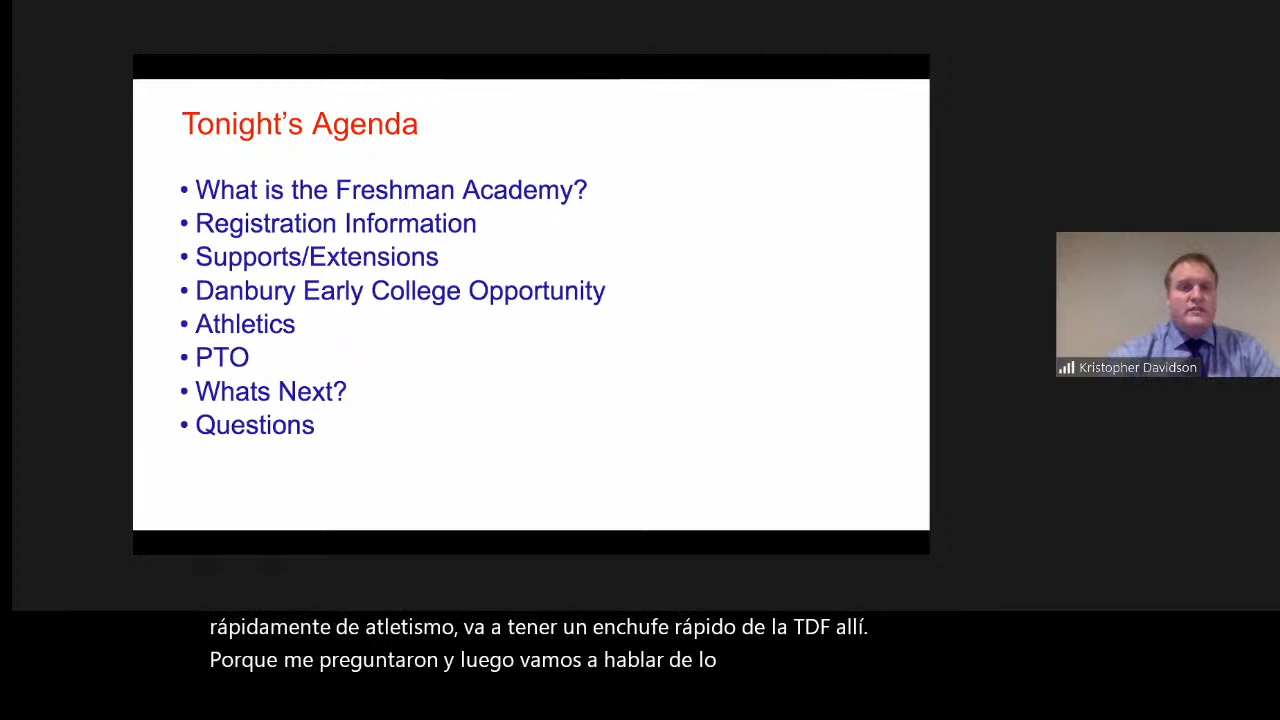 Tonight's Agenda
• What is the Freshman Academy?
• Registration Information
• Supports/Extensions
• Danbury Early College Opportunity
• Athletics
• PTO
• Whats Next?
• Questions
Kristopher Davidson
rápidamente de atletismo, va a tener un enchufe rápido de la TDF allí.
Porque me preguntaron y luego vamos a hablar de lo